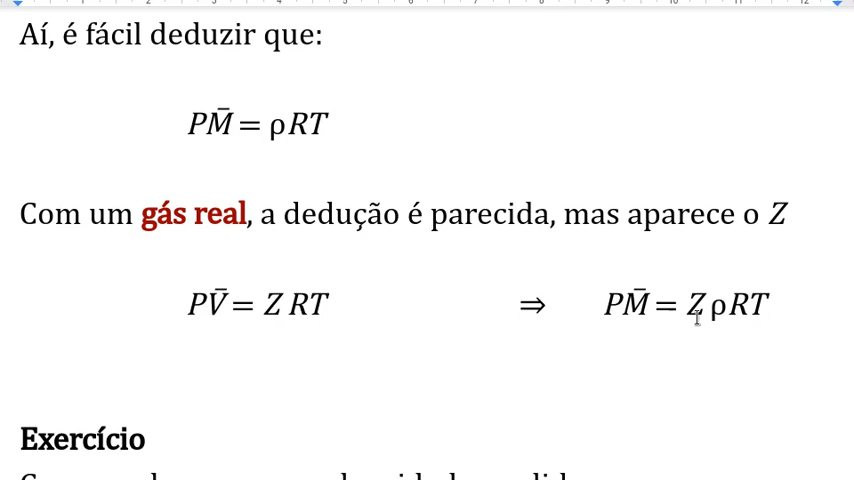 Aí, é fácil deduzir que:
PM̄ = ρRT
Com um gás real, a dedução é parecida, mas aparece o Z
PV̄ = Z RT ⇒ PM̄ = Z ρRT
Exercício